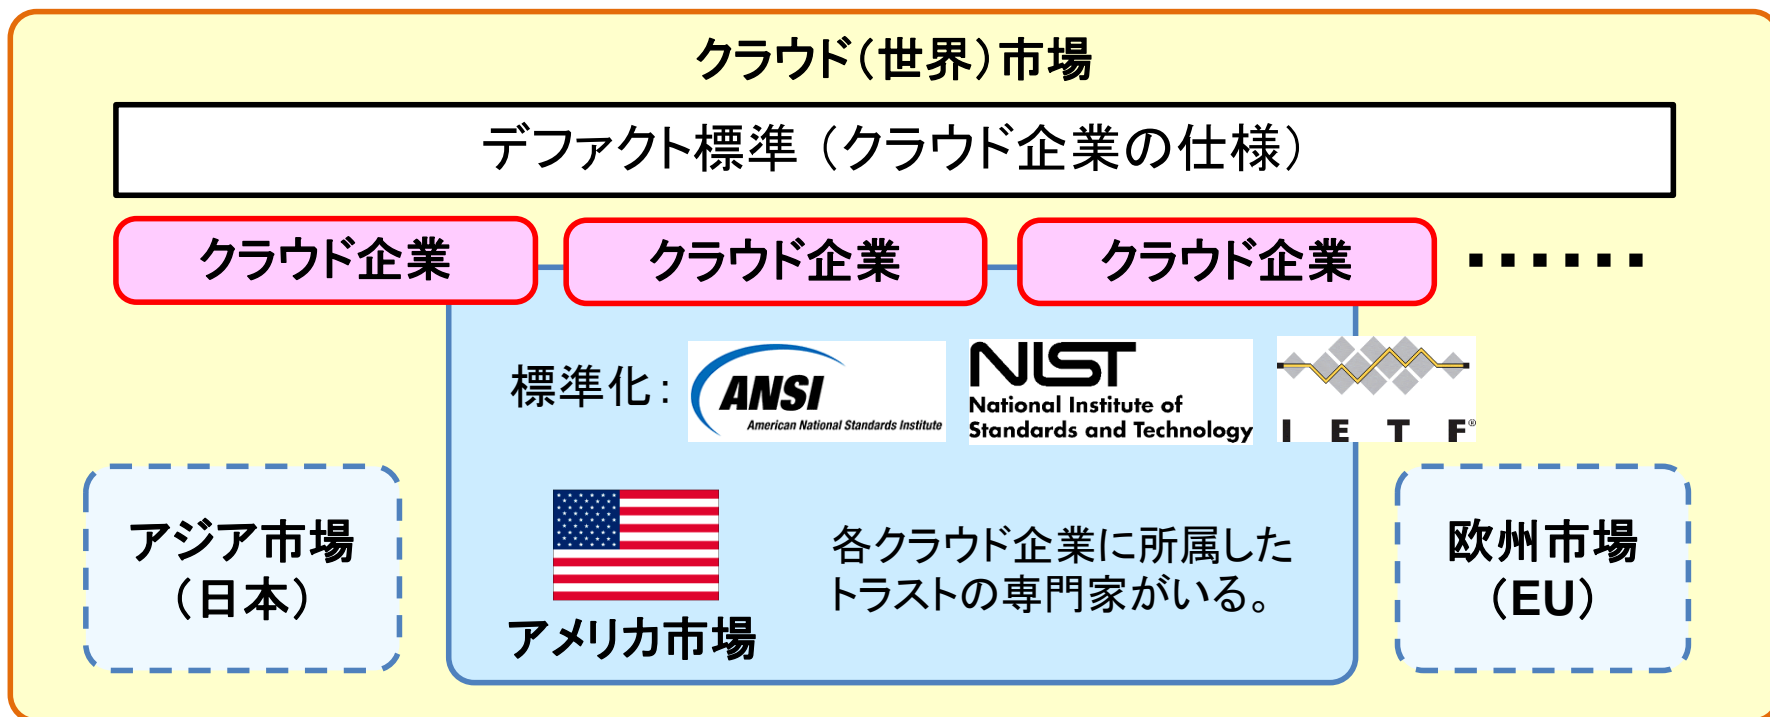 クラウド（世界）市場
デファクト標準（クラウド企業の仕様）
クラウド企業
クラウド企業
クラウド企業
▪▪▪▪▪▪
標準化：
ANSI
American National Standards Institute
NIST
National Institute of
Standards and Technology
I E T F®
アジア市場
（日本）
アメリカ市場
各クラウド企業に所属した
トラストの専門家がいる。
欧州市場
（EU）